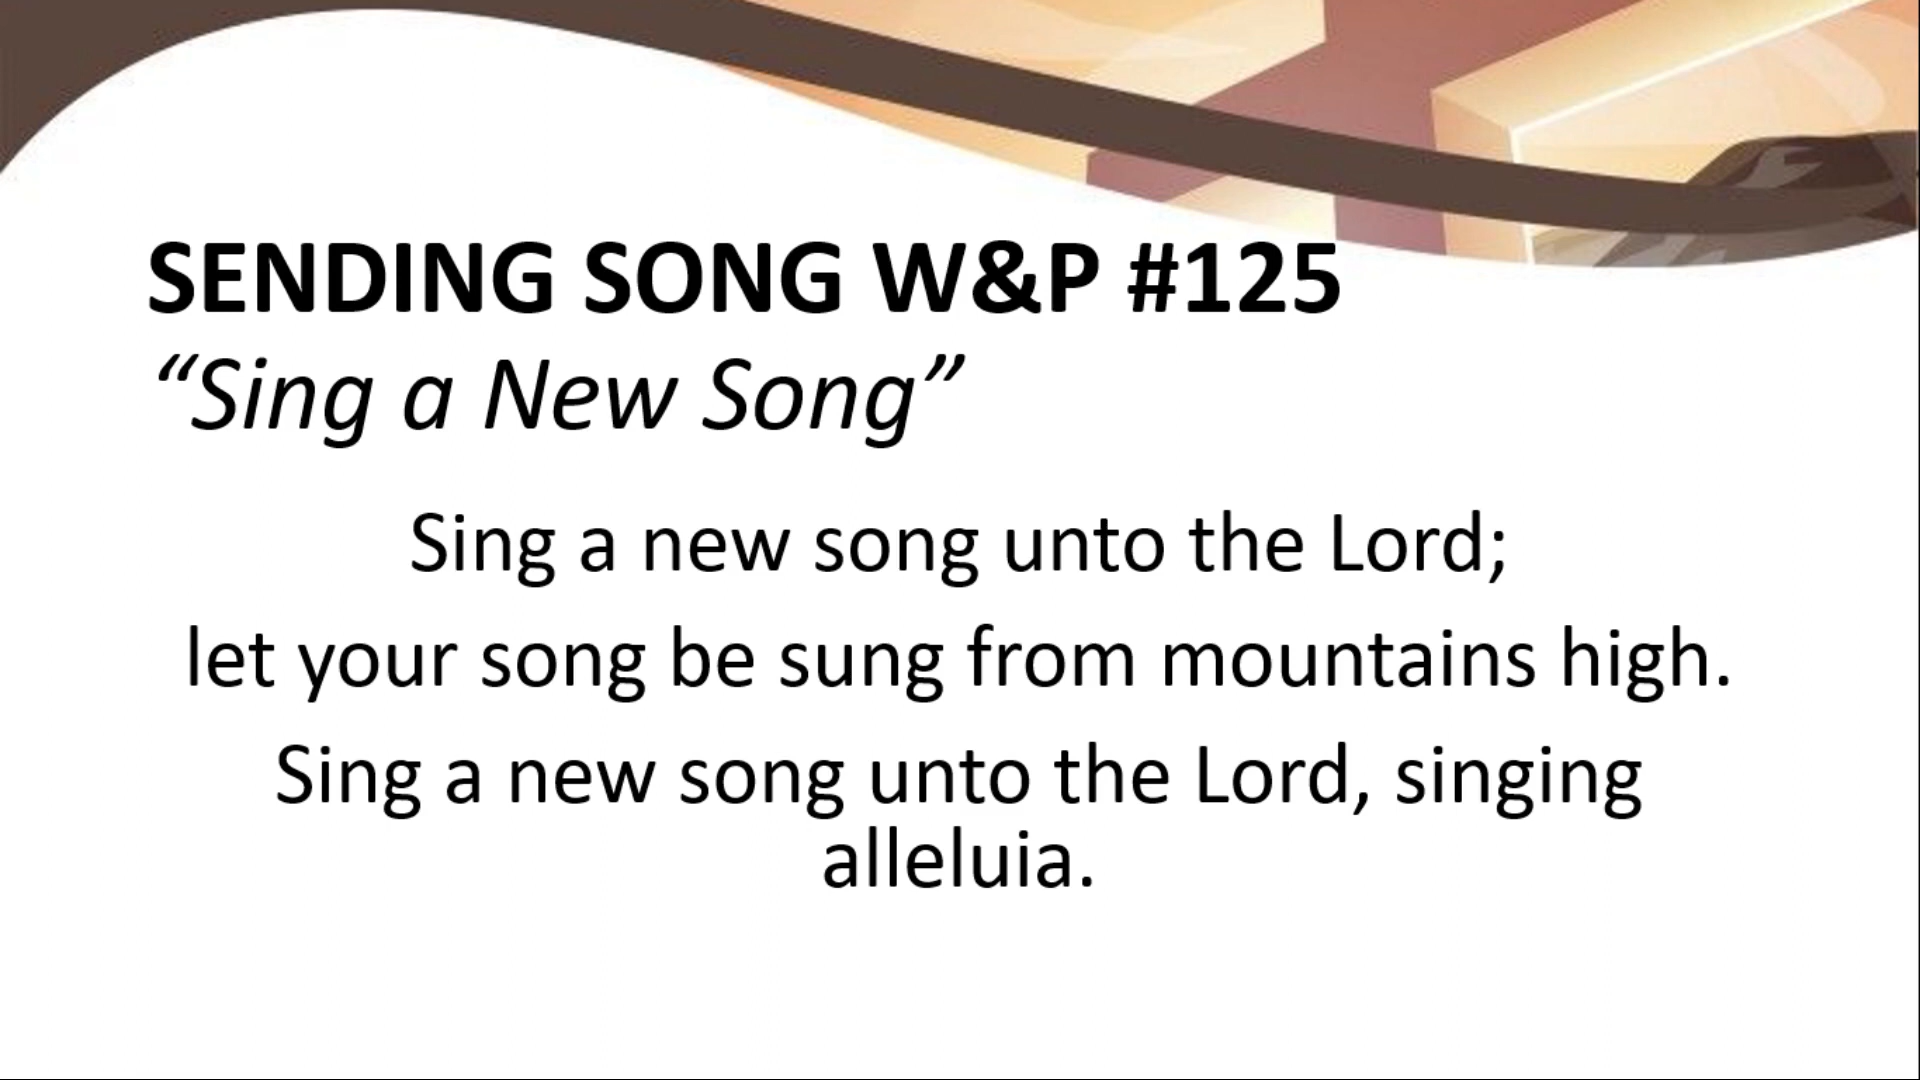 SENDING SONG W&P #125
“Sing a New Song”
Sing a new song unto the Lord;
let your song be sung from mountains high.
Sing a new song unto the Lord, singing
alleluia.